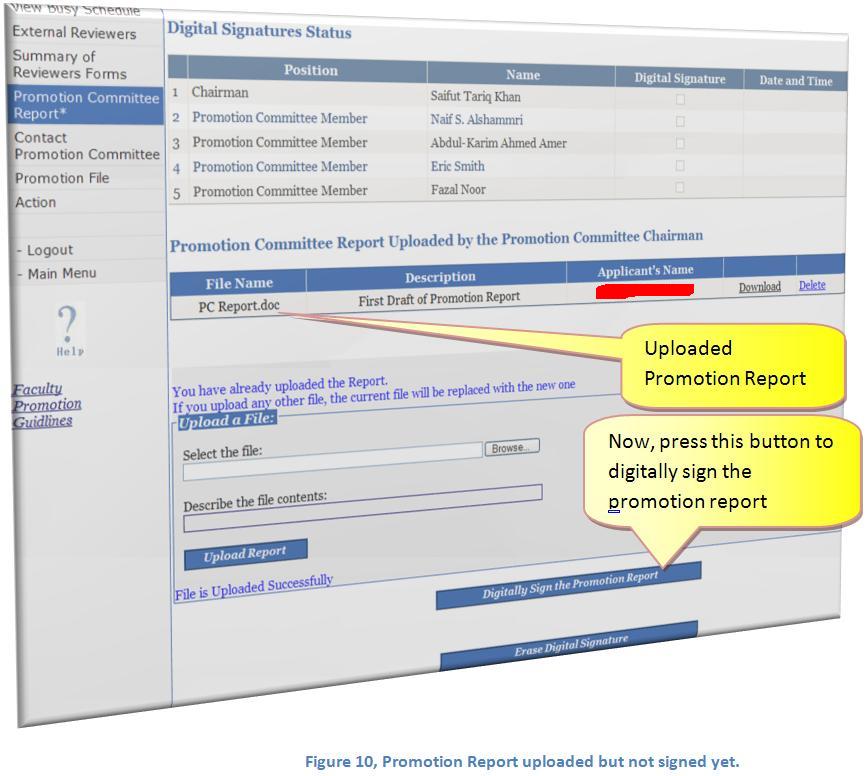 View Busy Schedule
External Reviewers
Summary of
Reviewers Forms
Promotion Committee
Report*
Contact
Promotion Committee
Promotion File
Action
- Logout
- Main Menu
?
Help
Faculty
Promotion
Guidlines
Digital Signatures Status
Position Name Digital Signature Date and Time
1 Chairman Saifut Tariq Khan
2 Promotion Committee Member Naif S. Alshammri
3 Promotion Committee Member Abdul-Karim Ahmed Amer
4 Promotion Committee Member Eric Smith
5 Promotion Committee Member Fazal Noor
Promotion Committee Report Uploaded by the Promotion Committee Chairman
File Name Description Applicant's Name
PC Report.doc First Draft of Promotion Report Download Delete
Uploaded
Promotion Report
You have already uploaded the Report.
If you upload any other file, the current file will be replaced with the new one
Upload a File:
Select the file:
Browse...
Describe the file contents:
Upload Report
File is Uploaded Successfully
Now, press this button to
digitally sign the
promotion report
Digitally Sign the Promotion Report
Erase Digital Signature
Figure 10, Promotion Report uploaded but not signed yet.